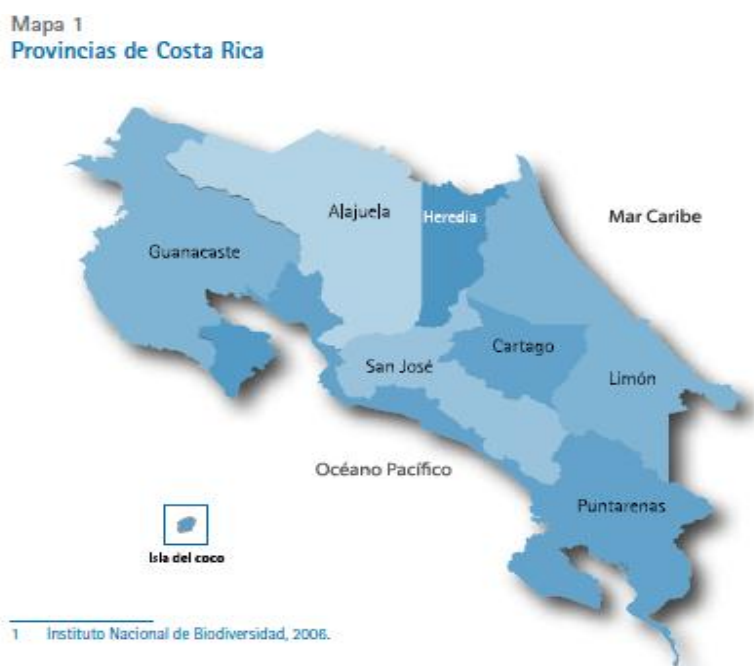 Mapa 1
Provincias de Costa Rica
Alajuela
Heredia
Mar Caribe
Guanacaste
Cartago
San José
Limón
Océano Pacífico
Puntarenas
Isla del coco
1 Instituto Nacional de Biodiversidad, 2006.